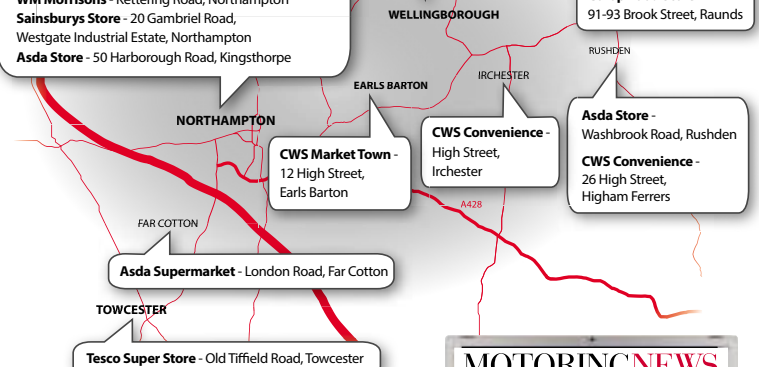 WM Morrisons - Kettering Road, Northampton
Sainsburys Store - 20 Gambriel Road,
Westgate Industrial Estate, Northampton
Asda Store - 50 Harborough Road, Kingsthorpe
WELLINGBOROUGH
91-93 Brook Street, Raunds
RUSHDEN
IRCHESTER
EARLS BARTON
NORTHAMPTON
CWS Market Town -
12 High Street,
Earls Barton
CWS Convenience -
High Street,
Irchester
Asda Store -
Washbrook Road, Rushden
CWS Convenience -
26 High Street,
Higham Ferrers
A428
FAR COTTON
Asda Supermarket - London Road, Far Cotton
TOWCESTER
Tesco Super Store - Old Tiffield Road, Towcester
MOTORING NEWS